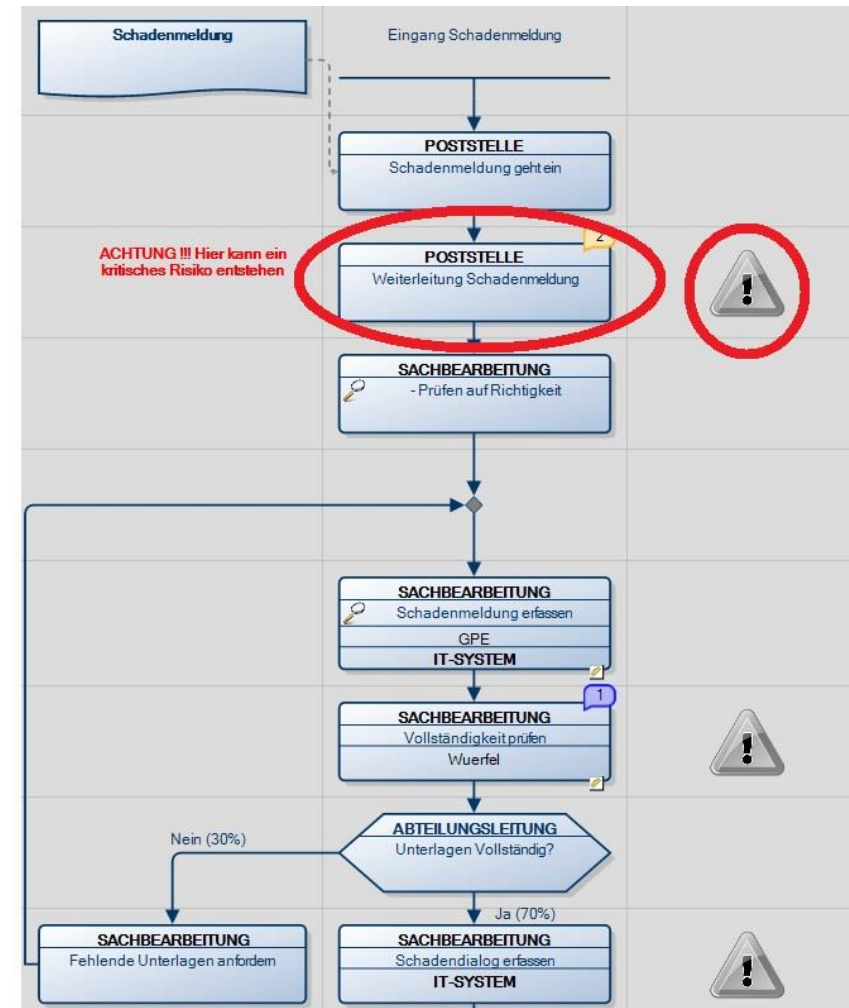 Schadenmeldung
Eingang Schadenmeldung
POSTSTELLE
Schadenmeldung geht ein
2
ACHTUNG !!! Hier kann ein
kritisches Risiko entstehen
POSTSTELLE
Weiterleitung Schadenmeldung
SACHBEARBEITUNG
- Prüfen auf Richtigkeit
SACHBEARBEITUNG
Schadenmeldung erfassen
GPE
IT-SYSTEM
1
SACHBEARBEITUNG
Vollständigkeit prüfen
Wuerfel
ABTEILUNGSLEITUNG
Unterlagen Vollständig?
Nein (30%)
Ja (70%)
SACHBEARBEITUNG
Fehlende Unterlagen anfordern
SACHBEARBEITUNG
Schadendialog erfassen
IT-SYSTEM